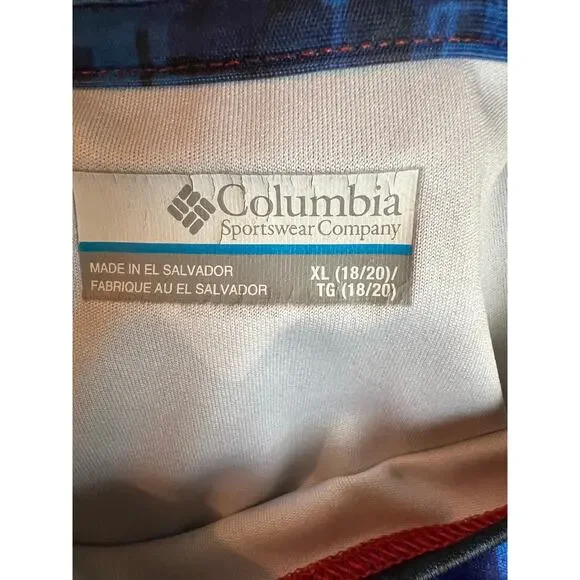 Columbia
Sportswear Company
MADE IN EL SALVADOR
FABRIQUE AU EL SALVADOR
XL (18/20)/
TG (18/20)